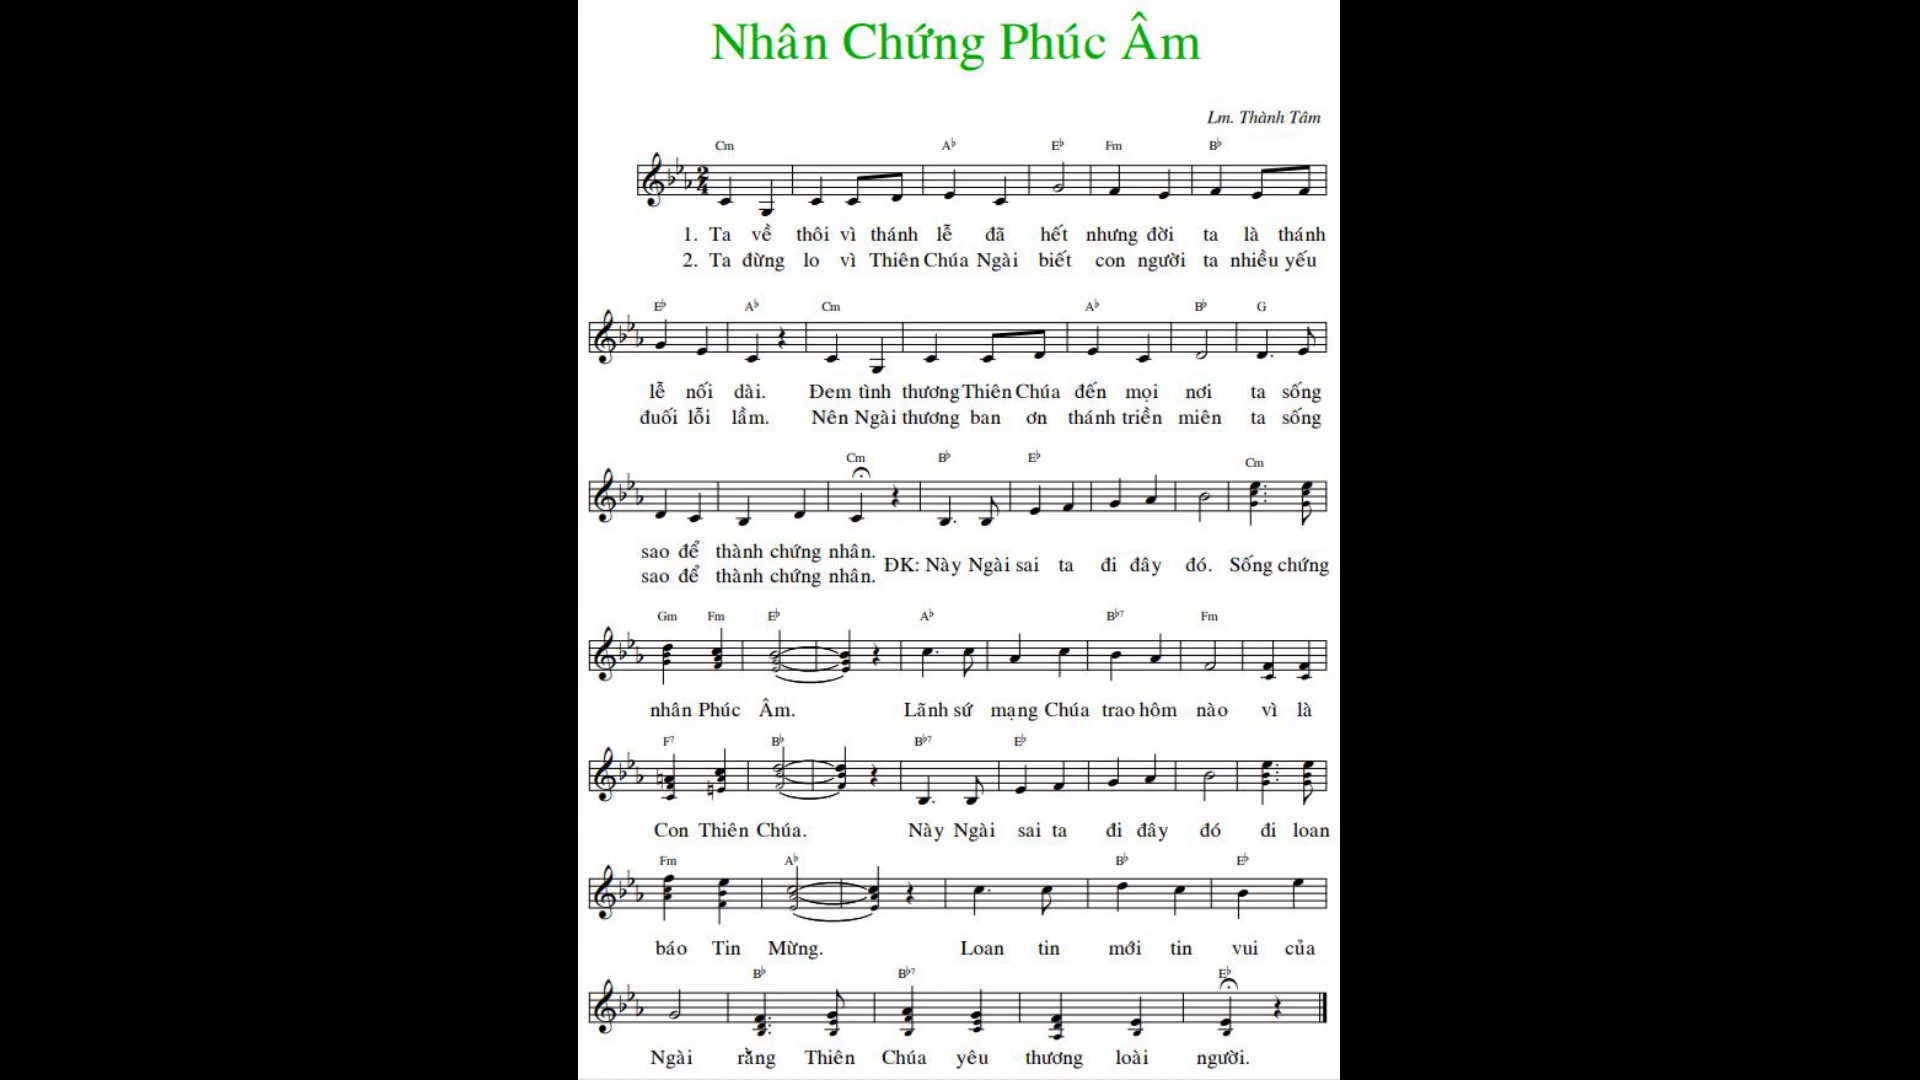 Nhân Chứng Phúc Âm
Lm. Thành Tâm
Cm A♭ E♭ Fm B♭
1. Ta về thôi vì thánh lễ đã hết nhưng đời ta là thánh
2. Ta đừng lo vì Thiên Chúa Ngài biết con người ta nhiều yếu
E♭ A♭ Cm A♭ B♭ G
lễ nối dài. Đem tình thương Thiên Chúa đến mọi nơi ta sống
đuối lỗi lầm. Nên Ngài thương ban ơn thánh triền miên ta sống
Cm B♭ E♭ Cm
sao để thành chứng nhân.
sao để thành chứng nhân.
ĐK: Này Ngài sai ta đi đây đó. Sống chứng
Gm Fm E♭ A♭ B♭7 Fm
nhân Phúc Âm. Lãnh sứ mạng Chúa trao hôm nào vì là
F7 B♭ B♭7 E♭
Con Thiên Chúa. Này Ngài sai ta đi đây đó đi loan
Fm A♭ B♭ E♭
báo Tin Mừng. Loan tin mới tin vui của
B♭ B♭7 E♭
Ngài rằng Thiên Chúa yêu thương loài người.